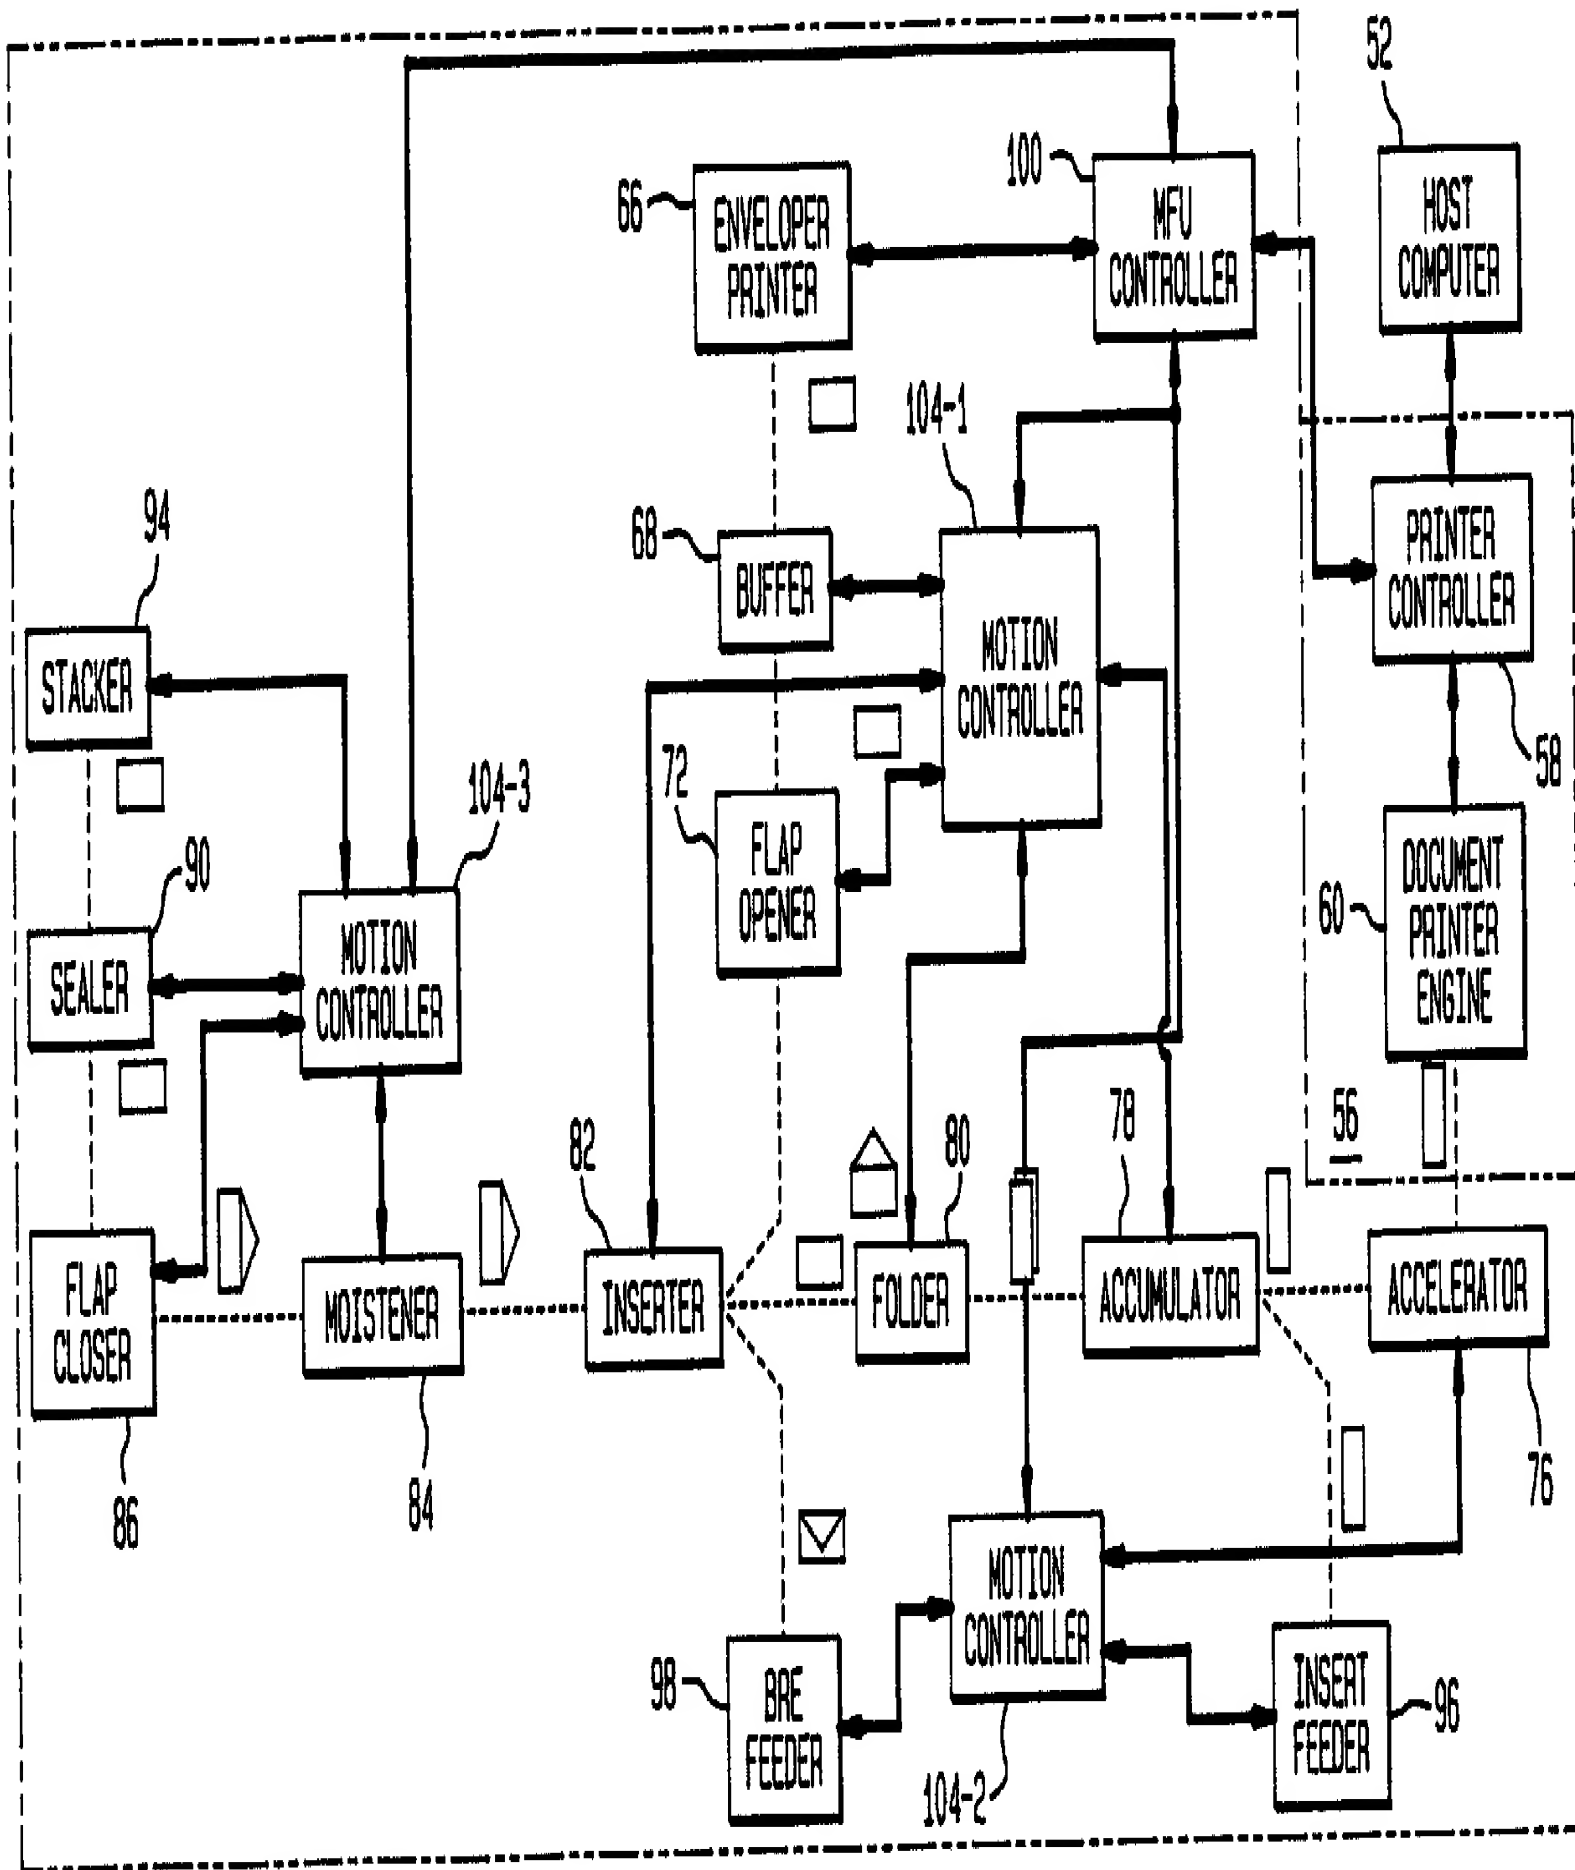 52
100
66
ENVELOPER
PRINTER
MFU
CONTROLLER
HOST
COMPUTER
104-1
94
68
BUFFER
PRINTER
CONTROLLER
STACKER
MOTION
CONTROLLER
58
104-3
72
90
FLAP
OPENER
60
DOCUMENT
PRINTER
ENGINE
SEALER
MOTION
CONTROLLER
82
80
78
56
FLAP
CLOSER
MOISTENER
INSERTER
FOLDER
ACCUMULATOR
ACCELERATOR
86
84
76
MOTION
CONTROLLER
98
BRE
FEEDER
INSERT
FEEDER
96
104-2